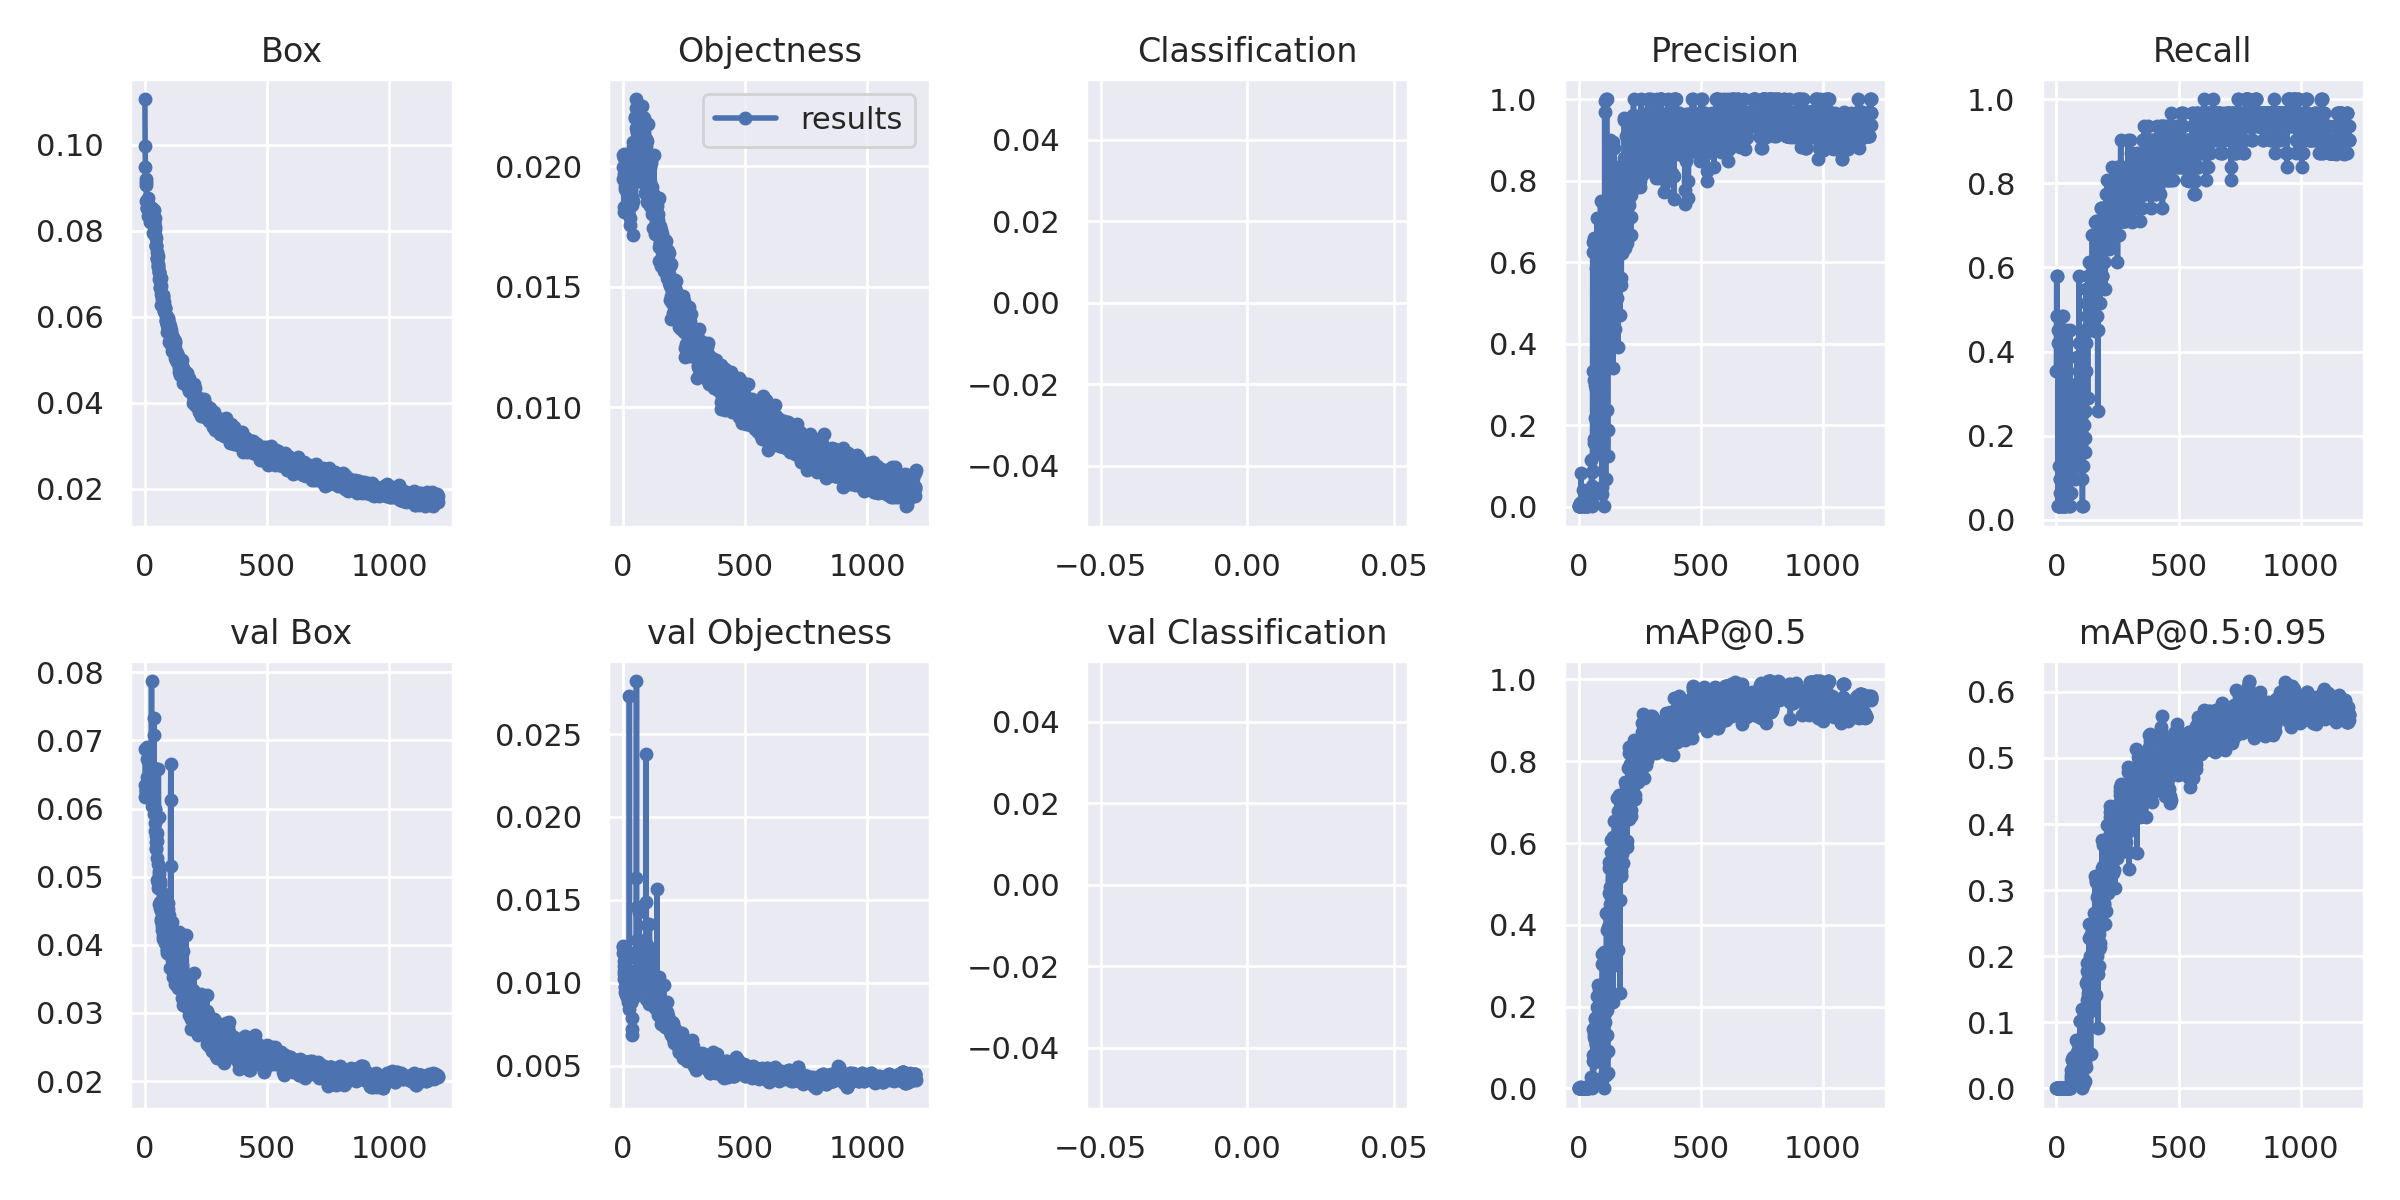 Box
Objectness
Classification
Precision
Recall
results
0.10
0.08
0.06
0.04
0.02
0 500 1000
0.020
0.015
0.010
0 500 1000
0.04
0.02
0.00
−0.02
−0.04
−0.05 0.00 0.05
1.0
0.8
0.6
0.4
0.2
0.0
0 500 1000
1.0
0.8
0.6
0.4
0.2
0.0
0 500 1000
val Box
val Objectness
val Classification
mAP@0.5
mAP@0.5:0.95
0.08
0.07
0.06
0.05
0.04
0.03
0.02
0 500 1000
0.025
0.020
0.015
0.010
0.005
0 500 1000
0.04
0.02
0.00
−0.02
−0.04
−0.05 0.00 0.05
1.0
0.8
0.6
0.4
0.2
0.0
0 500 1000
0.6
0.5
0.4
0.3
0.2
0.1
0.0
0 500 1000